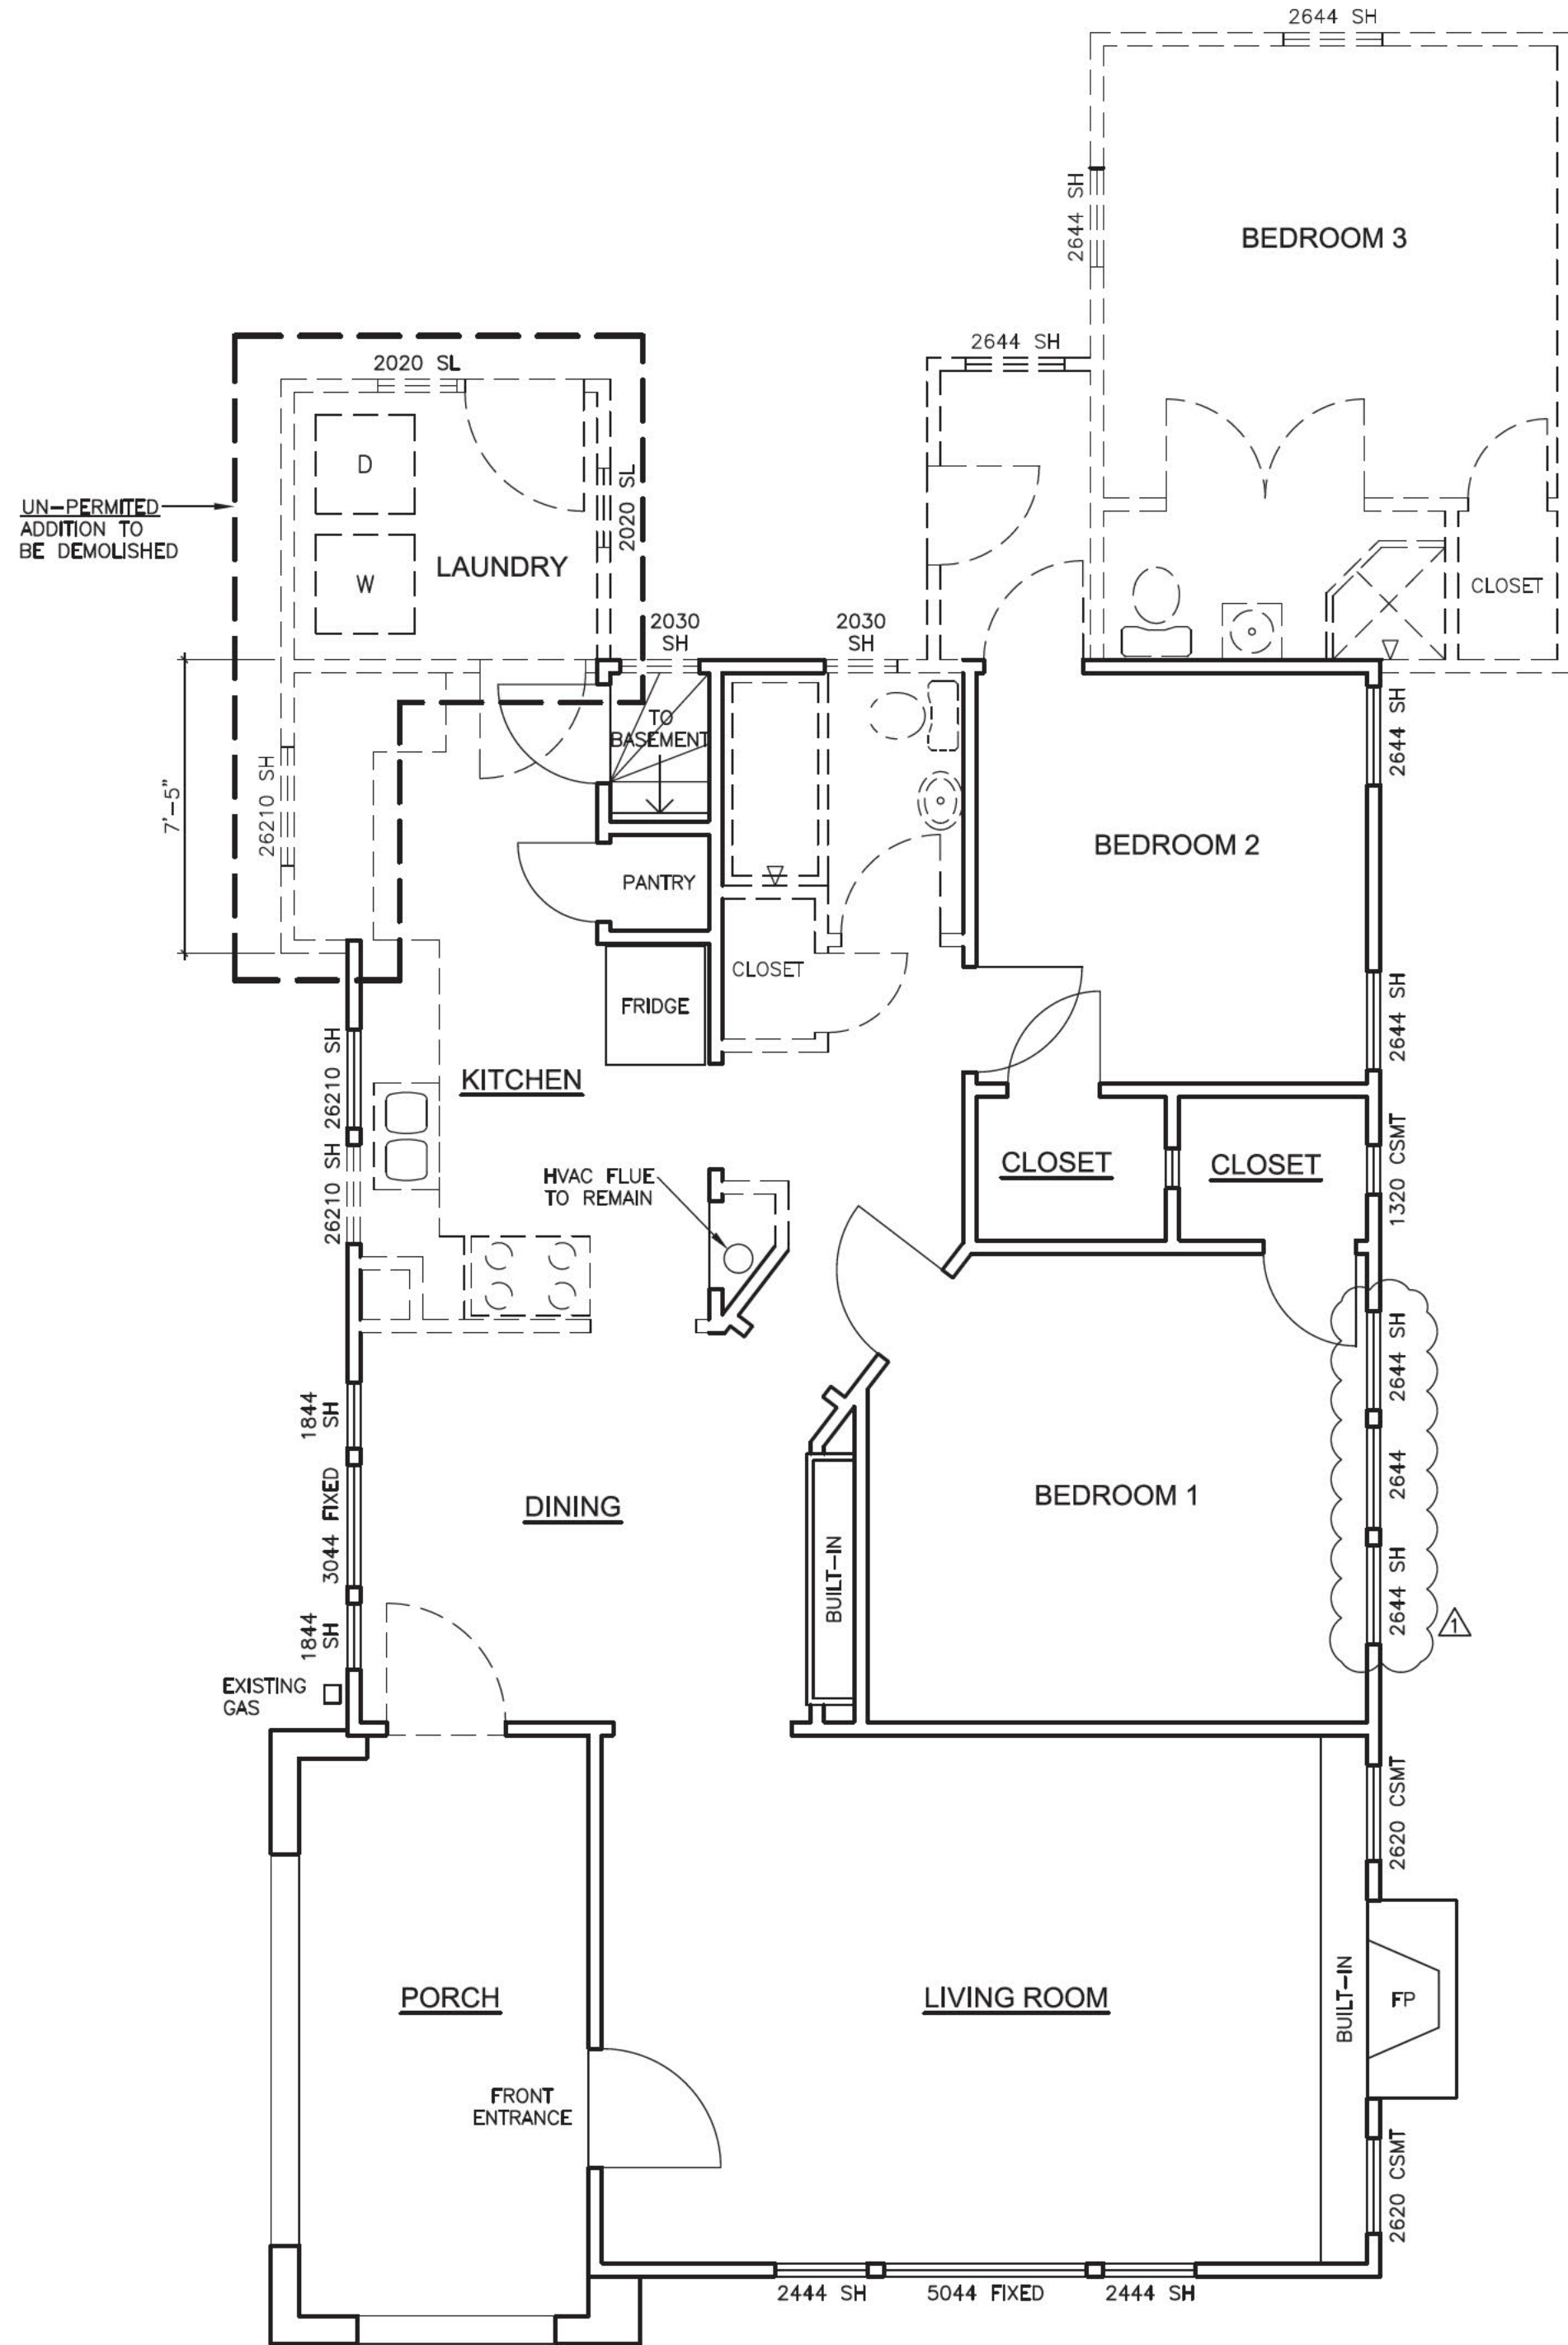 2644 SH
2644 SH
BEDROOM 3
2644 SH
2020 SL
D
2020 SL
UN-PERMITED
ADDITION TO
BE DEMOLISHED
LAUNDRY
W
CLOSET
2030
SH
2030
SH
2644 SH
TO
BASEMENT
7'-5"
26210 SH
BEDROOM 2
PANTRY
CLOSET
FRIDGE
2644 SH
26210 SH
KITCHEN
26210 SH
HVAC FLUE
TO REMAIN
CLOSET
CLOSET
1320 CSMT
2644 SH
1844
SH
2644
BEDROOM 1
DINING
3044 FIXED
BUILT-IN
2644 SH
1
1844
SH
EXISTING
GAS
2620 CSMT
PORCH
LIVING ROOM
BUILT-IN
FP
FRONT
ENTRANCE
2620 CSMT
2444 SH
5044 FIXED
2444 SH